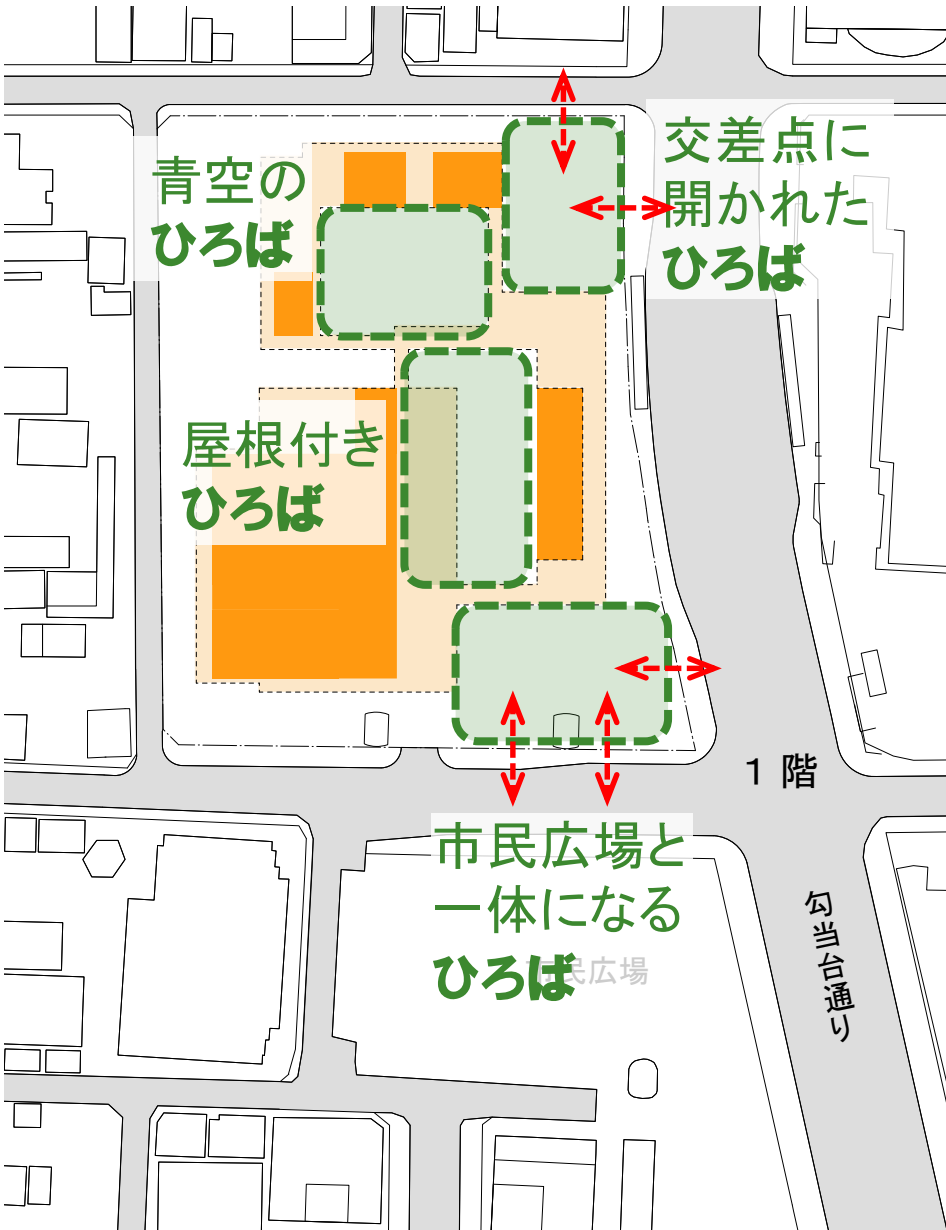 青空の
ひろば
交差点に
開かれた
ひろば
屋根付き
ひろば
1 階
市民広場と
一体になる
ひろば
市民広場
勾当台通り